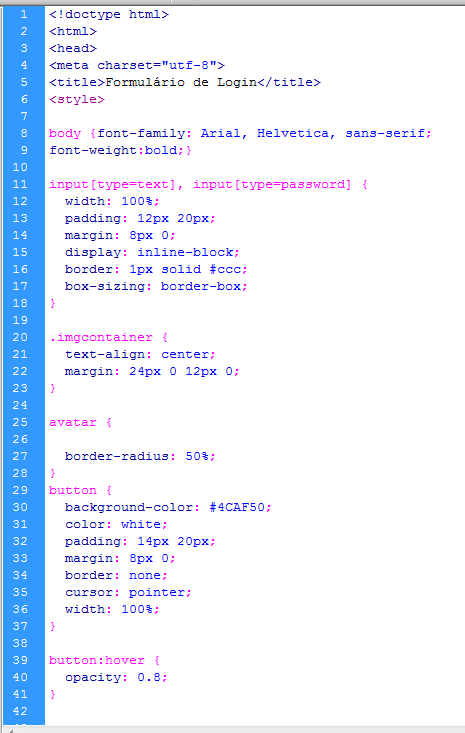 1 <!doctype html>
2 <html>
3 <head>
4 <meta charset="utf-8">
5 <title>Formulário de Login</title>
6 <style>
7
8 body {font-family: Arial, Helvetica, sans-serif;
9 font-weight:bold;}
10
11 input[type=text], input[type=password] {
12   width: 100%;
13   padding: 12px 20px;
14   margin: 8px 0;
15   display: inline-block;
16   border: 1px solid #ccc;
17   box-sizing: border-box;
18 }
19
20 .imgcontainer {
21   text-align: center;
22   margin: 24px 0 12px 0;
23 }
24
25 avatar {
26
27   border-radius: 50%;
28 }
29 button {
30   background-color: #4CAF50;
31   color: white;
32   padding: 14px 20px;
33   margin: 8px 0;
34   border: none;
35   cursor: pointer;
36   width: 100%;
37 }
38
39 button:hover {
40   opacity: 0.8;
41 }
42